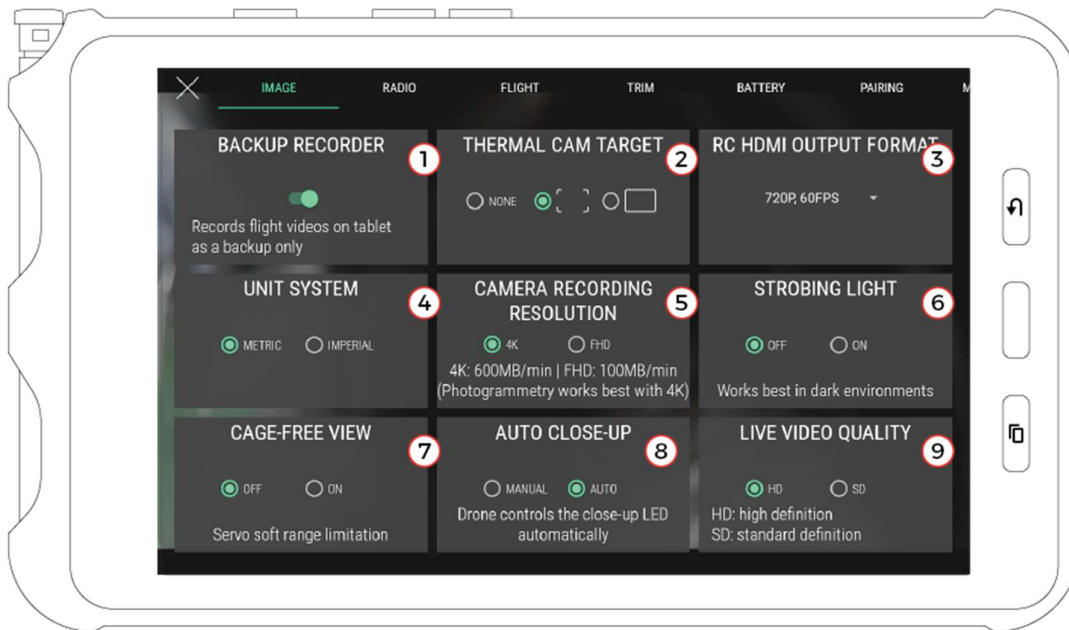 IMAGE RADIO FLIGHT TRIM BATTERY PAIRING M
BACKUP RECORDER
1
Records flight videos on tablet
as a backup only
THERMAL CAM TARGET
2
NONE
RC HDMI OUTPUT FORMAT
3
720P, 60FPS
UNIT SYSTEM
4
METRIC IMPERIAL
CAMERA RECORDING
RESOLUTION
5
4K FHD
4K: 600MB/min | FHD: 100MB/min
(Photogrammetry works best with 4K)
STROBING LIGHT
6
OFF ON
Works best in dark environments
CAGE-FREE VIEW
7
OFF ON
Servo soft range limitation
AUTO CLOSE-UP
8
MANUAL AUTO
Drone controls the close-up LED
automatically
LIVE VIDEO QUALITY
9
HD SD
HD: high definition
SD: standard definition